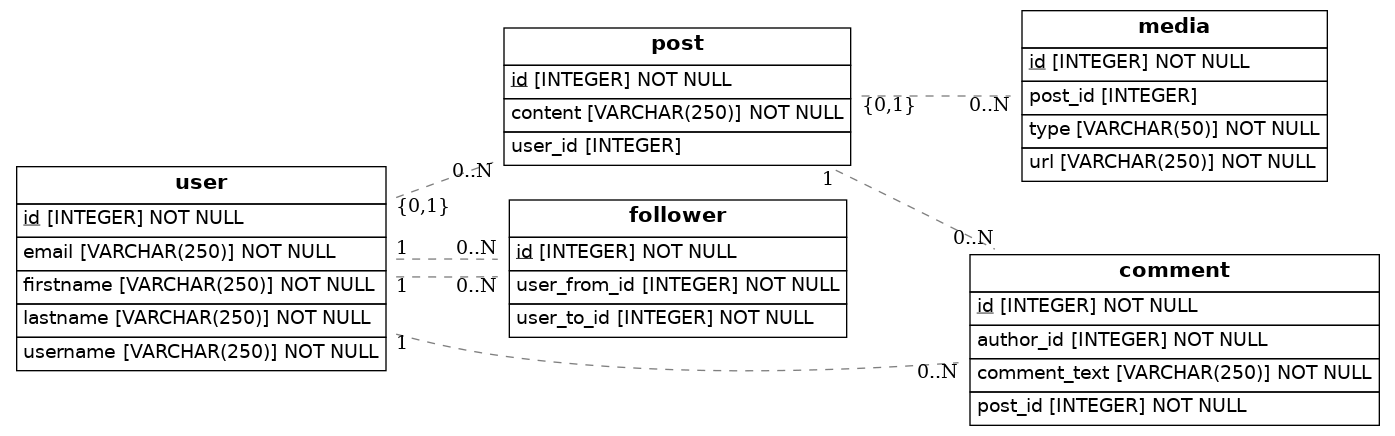 user
id [INTEGER] NOT NULL
email [VARCHAR(250)] NOT NULL
firstname [VARCHAR(250)] NOT NULL
lastname [VARCHAR(250)] NOT NULL
username [VARCHAR(250)] NOT NULL
post
id [INTEGER] NOT NULL
content [VARCHAR(250)] NOT NULL
user_id [INTEGER]
follower
id [INTEGER] NOT NULL
user_from_id [INTEGER] NOT NULL
user_to_id [INTEGER] NOT NULL
media
id [INTEGER] NOT NULL
post_id [INTEGER]
type [VARCHAR(50)] NOT NULL
url [VARCHAR(250)] NOT NULL
comment
id [INTEGER] NOT NULL
author_id [INTEGER] NOT NULL
comment_text [VARCHAR(250)] NOT NULL
post_id [INTEGER] NOT NULL
0..N
{0,1}
1
0..N
1
0..N
1
0..N
{0,1}
0..N
1
0..N